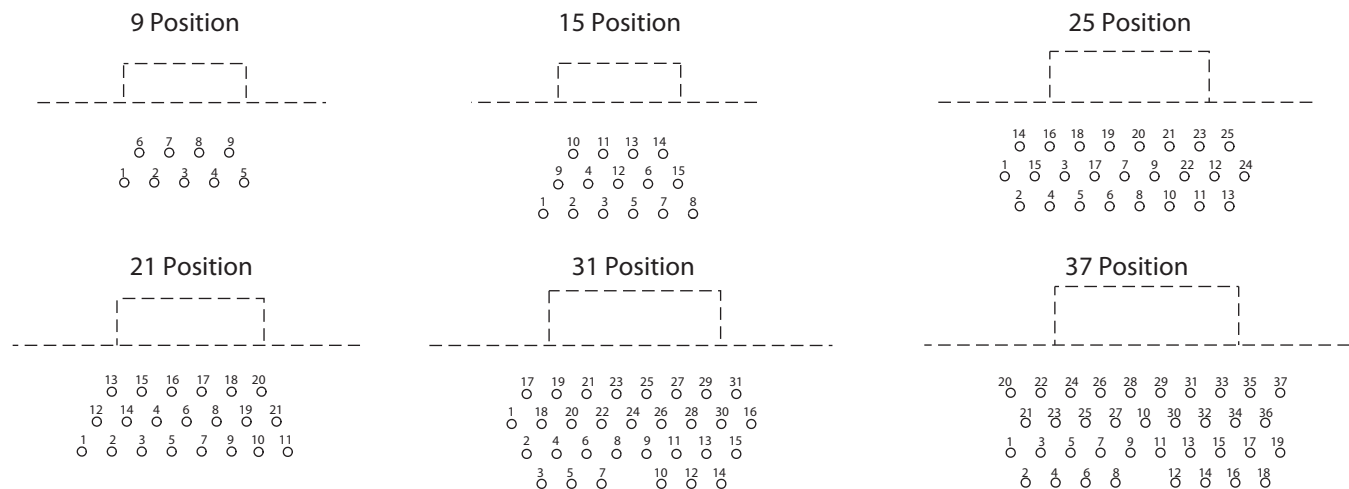 9 Position
15 Position
25 Position
6 7 8 9
1 2 3 4 5
10 11 13 14
9 4 12 6 15
1 2 3 5 7 8
14 16 18 19 20 21 23 25
1 15 3 17 7 9 22 12 24
2 4 5 6 8 10 11 13
21 Position
31 Position
37 Position
13 15 16 17 18 20
12 14 4 6 8 19 21
1 2 3 5 7 9 10 11
17 19 21 23 25 27 29 31
1 18 20 22 24 26 28 30 16
2 4 6 8 9 11 13 15
3 5 7 10 12 14
20 22 24 26 28 29 31 33 35 37
21 23 25 27 10 30 32 34 36
1 3 5 7 9 11 13 15 17 19
2 4 6 8 12 14 16 18